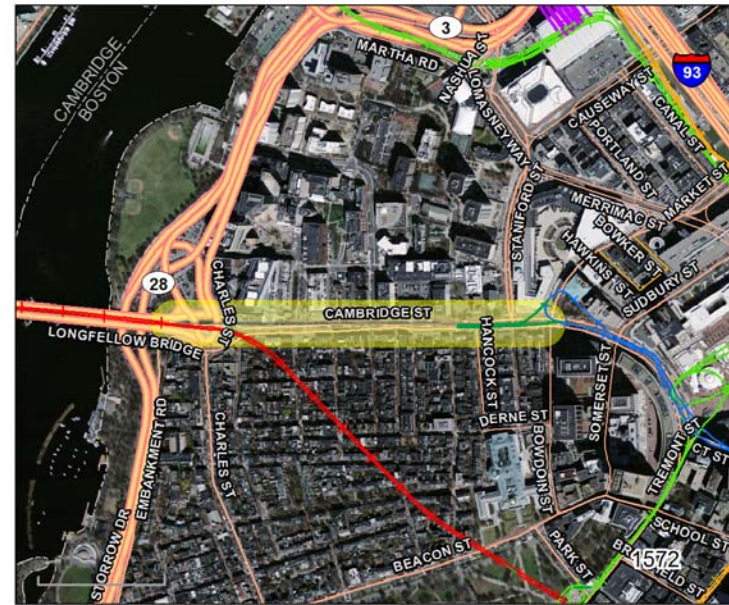 3
93
CAMBRIDGE
BOSTON
MARTHA RD
NASHUA ST
LOMASNEY WAY
CAUSEWAY ST
PORTLAND ST
CANAL ST
MARKET ST
MERRIMAC ST
STANIFORD ST
BOWKER ST
HAWKINS ST
SUDBURY ST
28
CHARLES ST
CAMBRIDGE ST
LONGFELLOW BRIDGE
HANCOCK ST
SOMERSET ST
EMBANKMENT RD
CHARLES ST
DERNE ST
BOWDOIN ST
TREMONT ST
CT ST
STORROW DR
BEACON ST
PARK ST
SCHOOL ST
1572